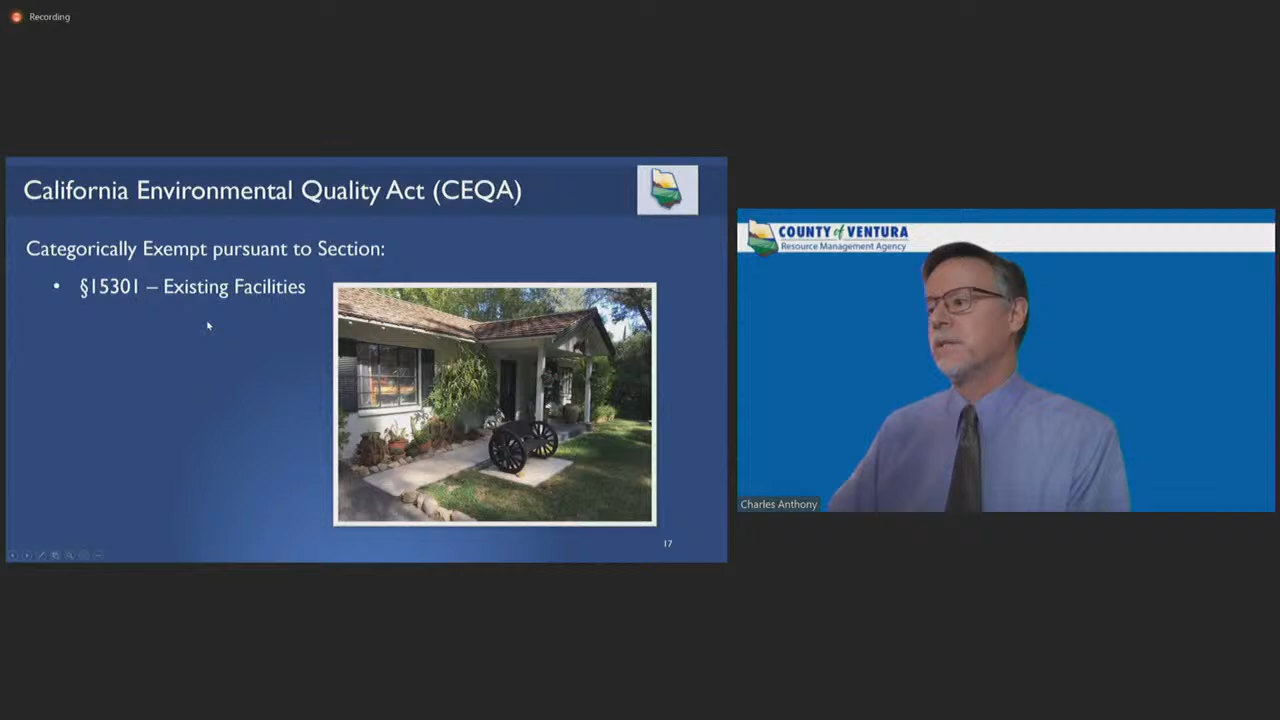 Recording
California Environmental Quality Act (CEQA)
Categorically Exempt pursuant to Section:
• §15301 – Existing Facilities
17
COUNTY of VENTURA
Resource Management Agency
Charles Anthony